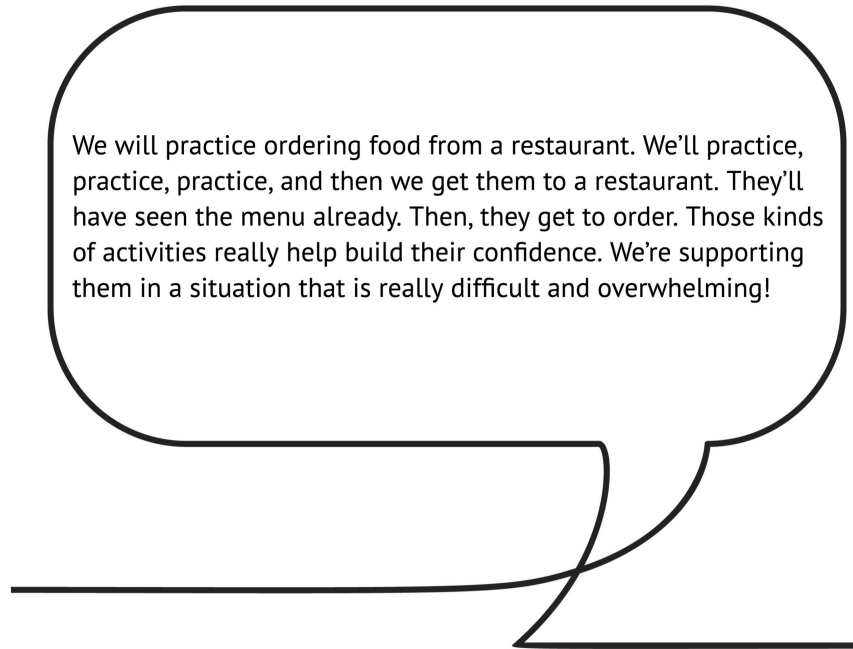 We will practice ordering food from a restaurant. We’ll practice,
practice, practice, and then we get them to a restaurant. They’ll
have seen the menu already. Then, they get to order. Those kinds
of activities really help build their confidence. We’re supporting
them in a situation that is really difficult and overwhelming!